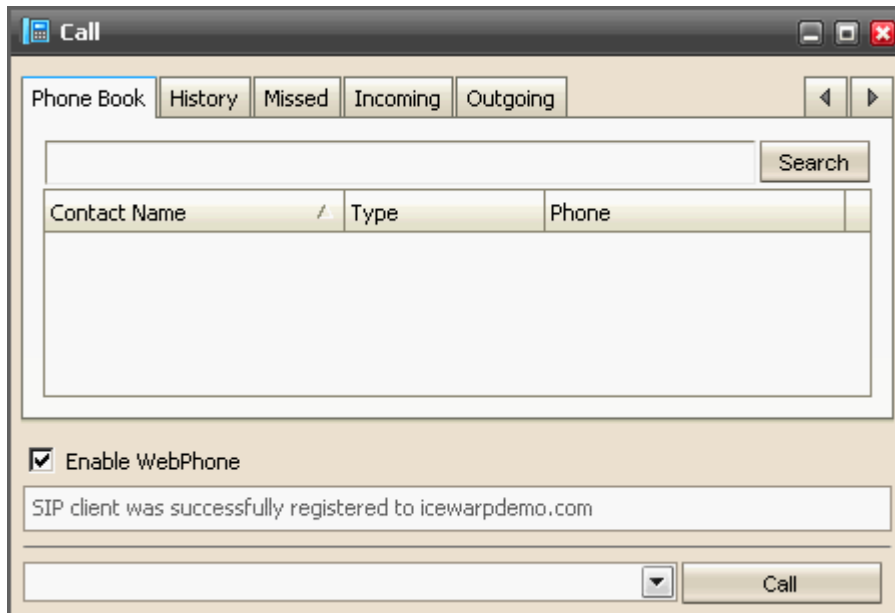 Call
Phone Book History Missed Incoming Outgoing
Search
Contact Name Type Phone
Enable WebPhone
SIP client was successfully registered to icewarpdemo.com
Call